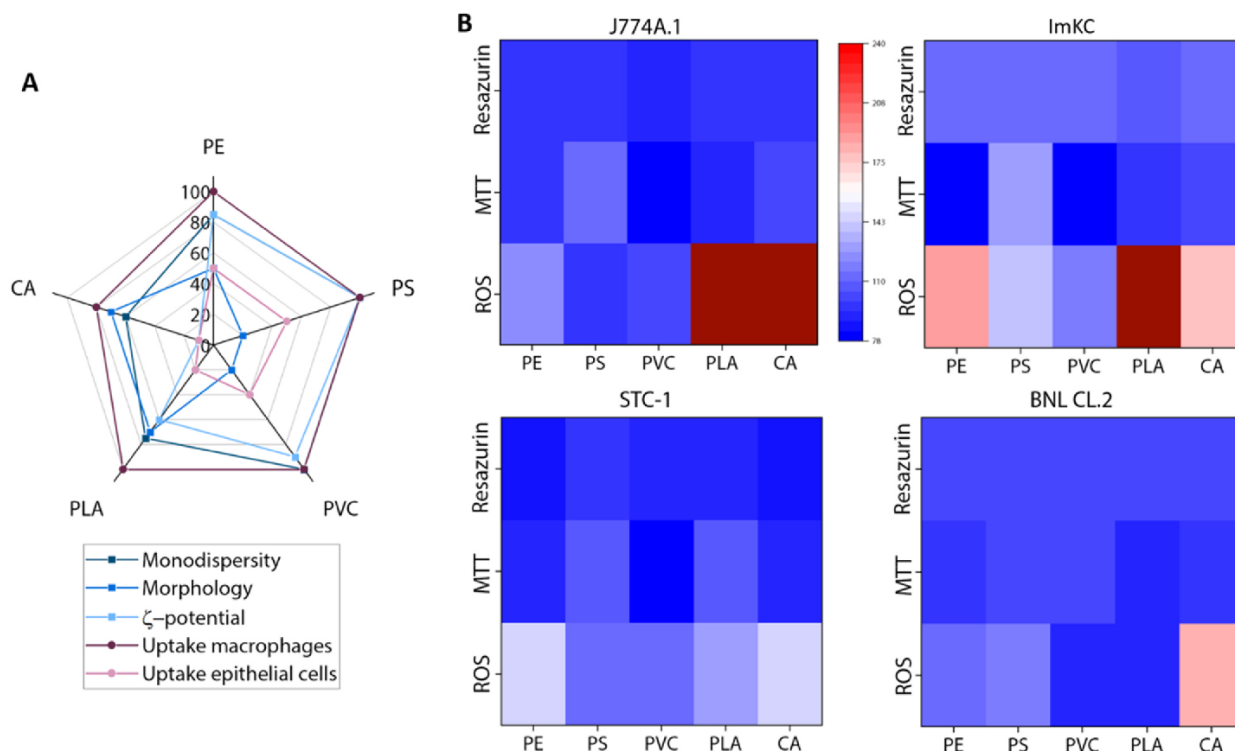 A
PE
100
80
60
40
20
0
CA
PS
PLA
PVC
Monodispersity
Morphology
ζ–potential
Uptake macrophages
Uptake epithelial cells
B
J774A.1
Resazurin
MTT
ROS
PE PS PVC PLA CA
240
208
175
143
110
78
ImKC
Resazurin
MTT
ROS
PE PS PVC PLA CA
STC-1
Resazurin
MTT
ROS
PE PS PVC PLA CA
BNL CL.2
Resazurin
MTT
ROS
PE PS PVC PLA CA